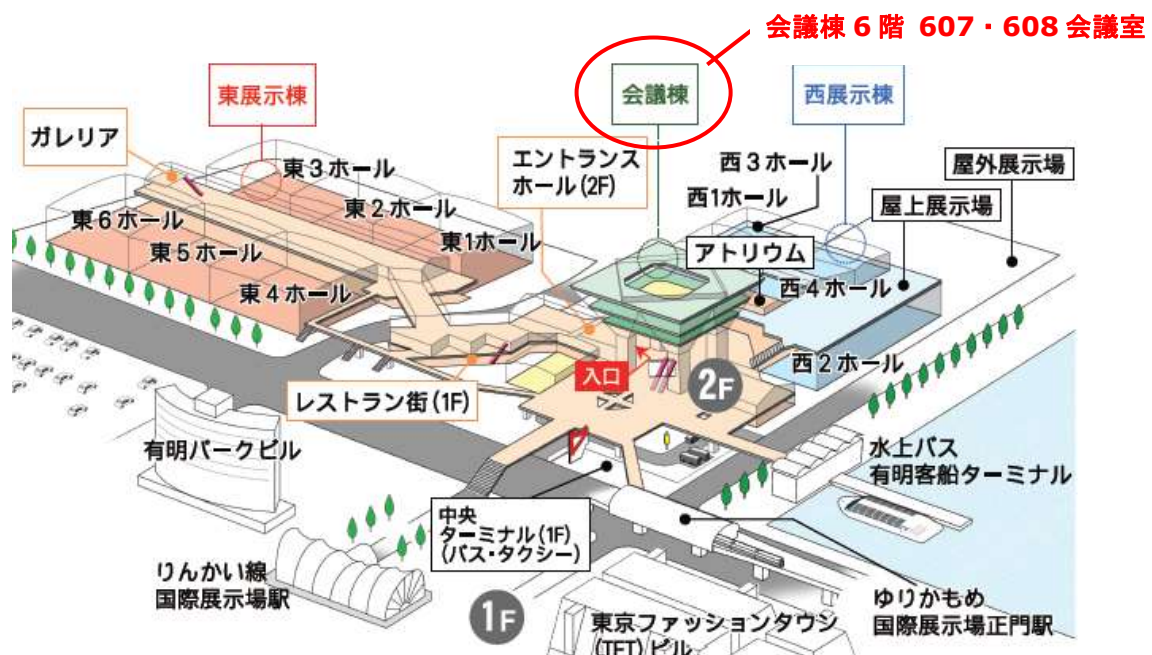 会議棟6階 607・608会議室
東展示棟
会議棟
西展示棟
ガレリア
エントランス
ホール(2F)
東3ホール
西3ホール
屋外展示場
東2ホール
西1ホール
屋上展示場
東6ホール
東1ホール
アトリウム
東5ホール
東4ホール
西4ホール
入口
2F
西2ホール
レストラン街(1F)
有明パークビル
水上バス
有明客船ターミナル
中央
ターミナル(1F)
(バス・タクシー)
りんかい線
国際展示場駅
1F
東京ファッションタウン
(TFT)ビル
ゆりかもめ
国際展示場正門駅